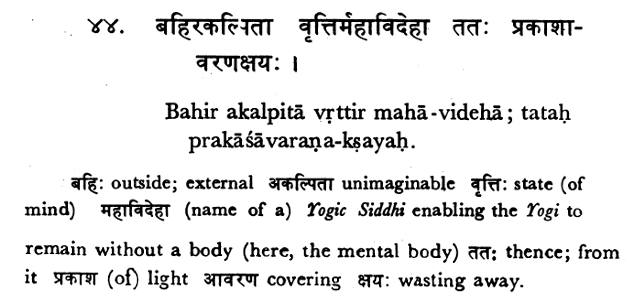 ४४. बहिरकल्पिता वृत्तिर्महाविदेहा ततः प्रकाशा-
वरणक्षयः ।
Bahir akalpitā vṛttir mahā-videhā; tataḥ
prakāśāvaraṇa-kṣayaḥ.
बहिः outside; external अकल्पिता unimaginable वृत्तिः state (of
mind) महाविदेहा (name of a) Yogic Siddhi enabling the Yogi to
remain without a body (here, the mental body) ततः thence; from
it प्रकाश (of) light आवरण covering क्षयः wasting away.